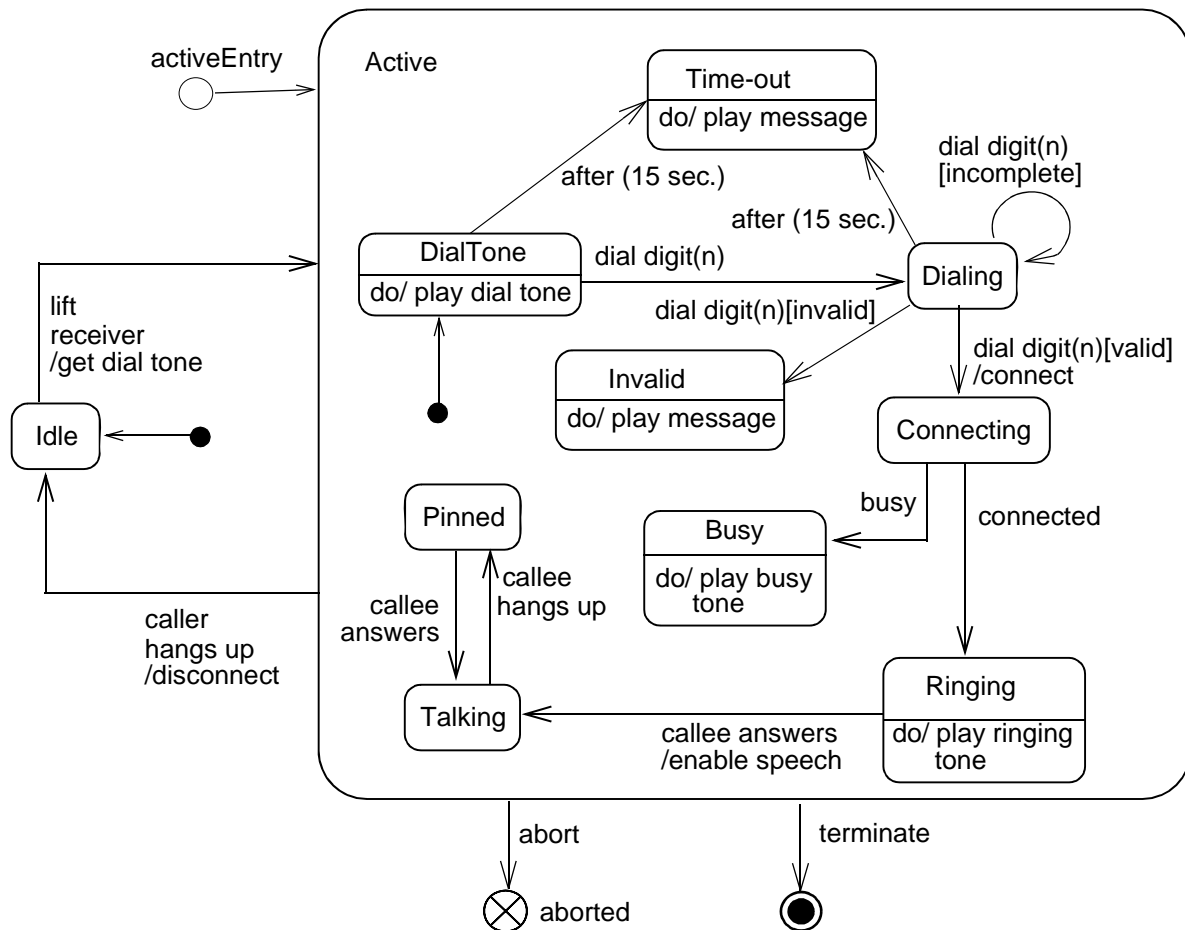 activeEntry
Active
Time-out
do/ play message
dial digit(n)
[incomplete]
after (15 sec.)
after (15 sec.)
DialTone
do/ play dial tone
dial digit(n)
Dialing
lift
receiver
/get dial tone
dial digit(n)[invalid]
dial digit(n)[valid]
/connect
Invalid
do/ play message
Idle
Connecting
Pinned
busy
connected
Busy
do/ play busy
tone
callee
hangs up
callee
answers
caller
hangs up
/disconnect
Ringing
do/ play ringing
tone
Talking
callee answers
/enable speech
abort
terminate
aborted